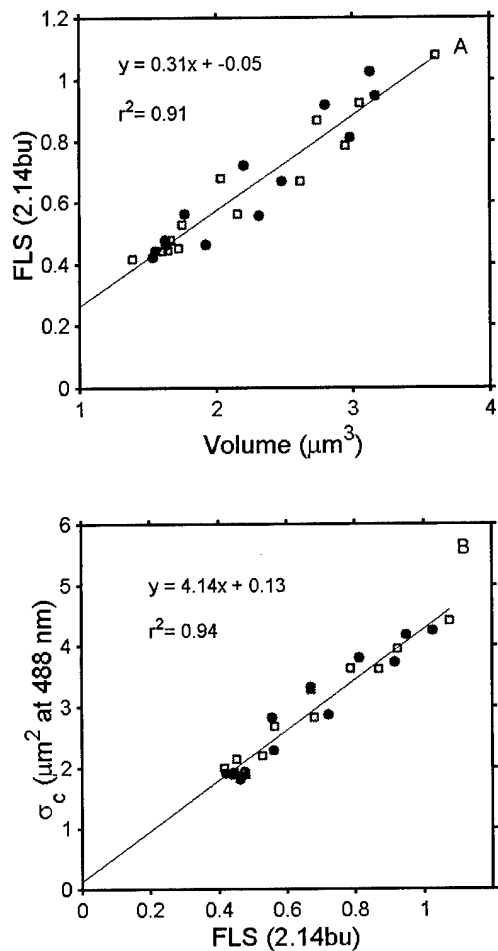 A
y = 0.31x + -0.05
r²= 0.91
FLS (2.14bu)
1.2
1
0.8
0.6
0.4
0.2
0
1
2
3
4
Volume (μm³)
B
y = 4.14x + 0.13
r²= 0.94
σc (μm² at 488 nm)
6
5
4
3
2
1
0
0
0.2
0.4
0.6
0.8
1
FLS (2.14bu)